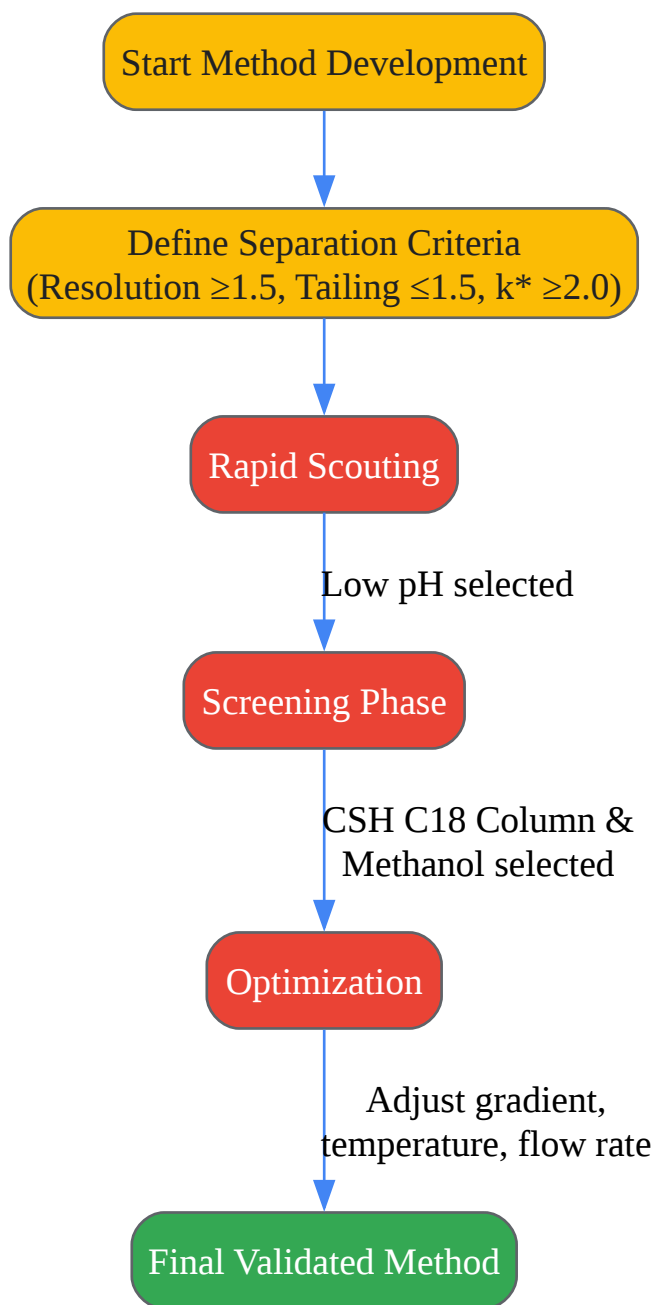 Start Method Development
Define Separation Criteria
(Resolution ≥1.5, Tailing ≤1.5, k* ≥2.0)
Rapid Scouting
Low pH selected
Screening Phase
CSH C18 Column &
Methanol selected
Optimization
Adjust gradient,
temperature, flow rate
Final Validated Method